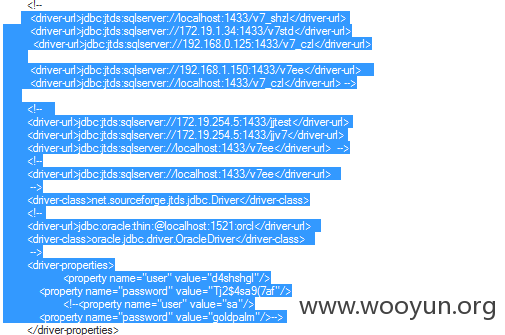 <!--
<driver-url>jdbc:jtds:sqlserver://localhost:1433/v7_shzl</driver-url>
<driver-url>jdbc:jtds:sqlserver://172.19.1.34:1433/v7std</driver-url>
<driver-url>jdbc:jtds:sqlserver://192.168.0.125:1433/v7_czl</driver-url>
<driver-url>jdbc:jtds:sqlserver://192.168.1.150:1433/v7ee</driver-url>
<driver-url>jdbc:jtds:sqlserver://localhost:1433/v7_czl</driver-url> -->
<!--
<driver-url>jdbc:jtds:sqlserver://172.19.254.5:1433/jjtest</driver-url>
<driver-url>jdbc:jtds:sqlserver://172.19.254.5:1433/jjv7</driver-url>
<driver-url>jdbc:jtds:sqlserver://localhost:1433/v7ee</driver-url> -->
<!--
<driver-url>jdbc:jtds:sqlserver://localhost:1433/v7ee</driver-url>
-->
<driver-class>net.sourceforge.jtds.jdbc.Driver</driver-class>
<!--
<driver-url>jdbc:oracle:thin:@localhost:1521:orcl</driver-url>
<driver-class>oracle.jdbc.driver.OracleDriver</driver-class>
-->
<driver-properties>
<property name="user" value="d4shshgl"/>
<property name="password" value="Tj2$4sa9(7af"/>
<!--<property name="user" value="sa"/>
<property name="password" value="goldpalm"/>-->
</driver-properties>
www.wooyun.org